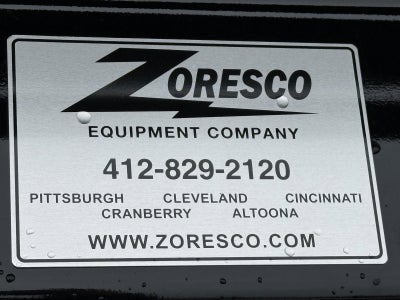 ZORESCO
EQUIPMENT COMPANY
412-829-2120
PITTSBURGH CLEVELAND CINCINNATI
CRANBERRY ALTOONA
WWW.ZORESCO.COM